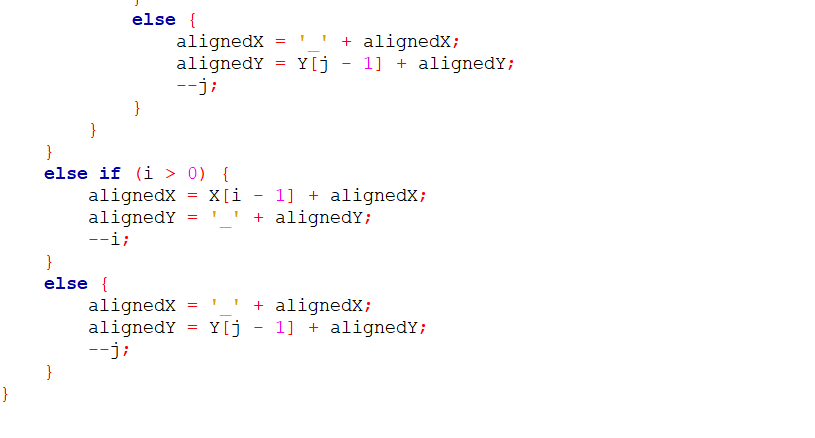 }
else {
alignedX = '_' + alignedX;
alignedY = Y[j - 1] + alignedY;
--j;
}
}
}
else if (i > 0) {
alignedX = X[i - 1] + alignedX;
alignedY = '_' + alignedY;
--i;
}
else {
alignedX = '_' + alignedX;
alignedY = Y[j - 1] + alignedY;
--j;
}
}